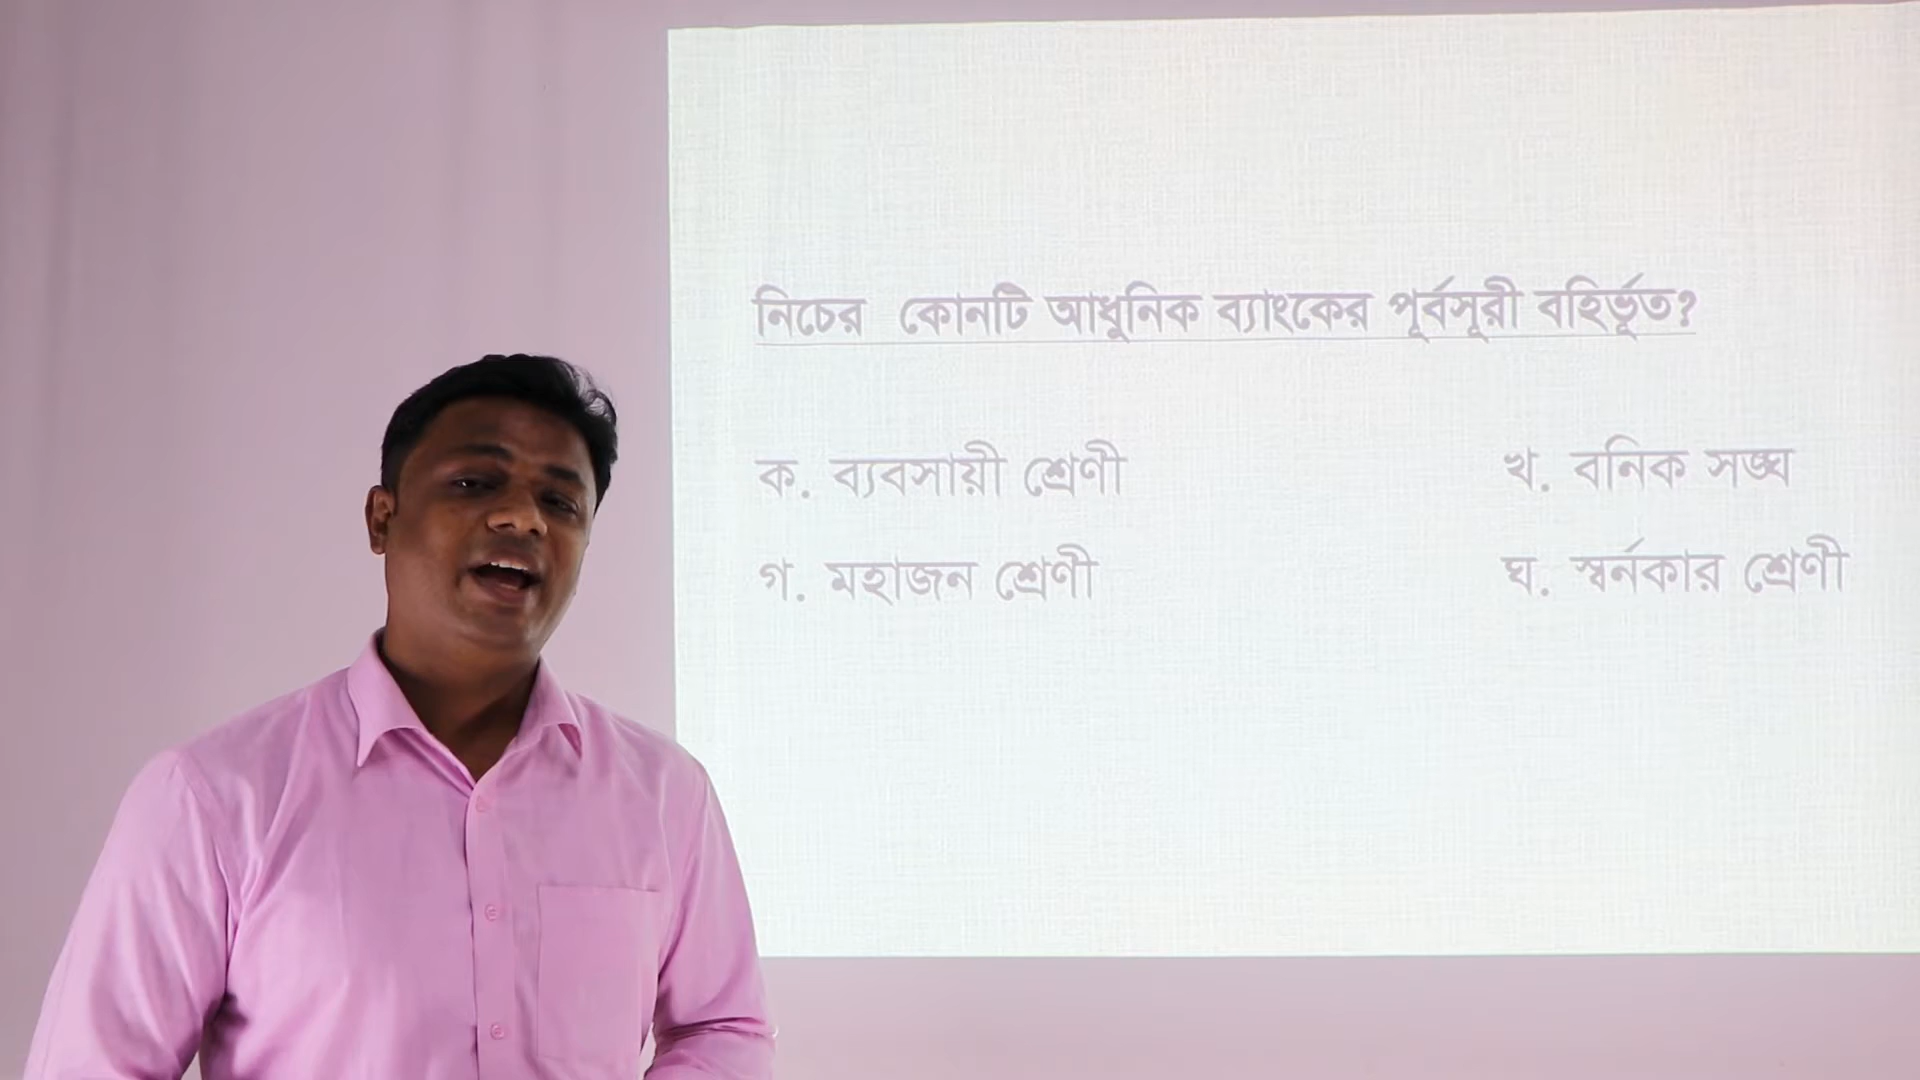 নিচের কোনটি আধুনিক ব্যাংকের পূর্বসূরী বহির্ভূত?
ক. ব্যবসায়ী শ্রেণী
খ. বনিক সঙ্ঘ
গ. মহাজন শ্রেণী
ঘ. স্বর্নকার শ্রেণী